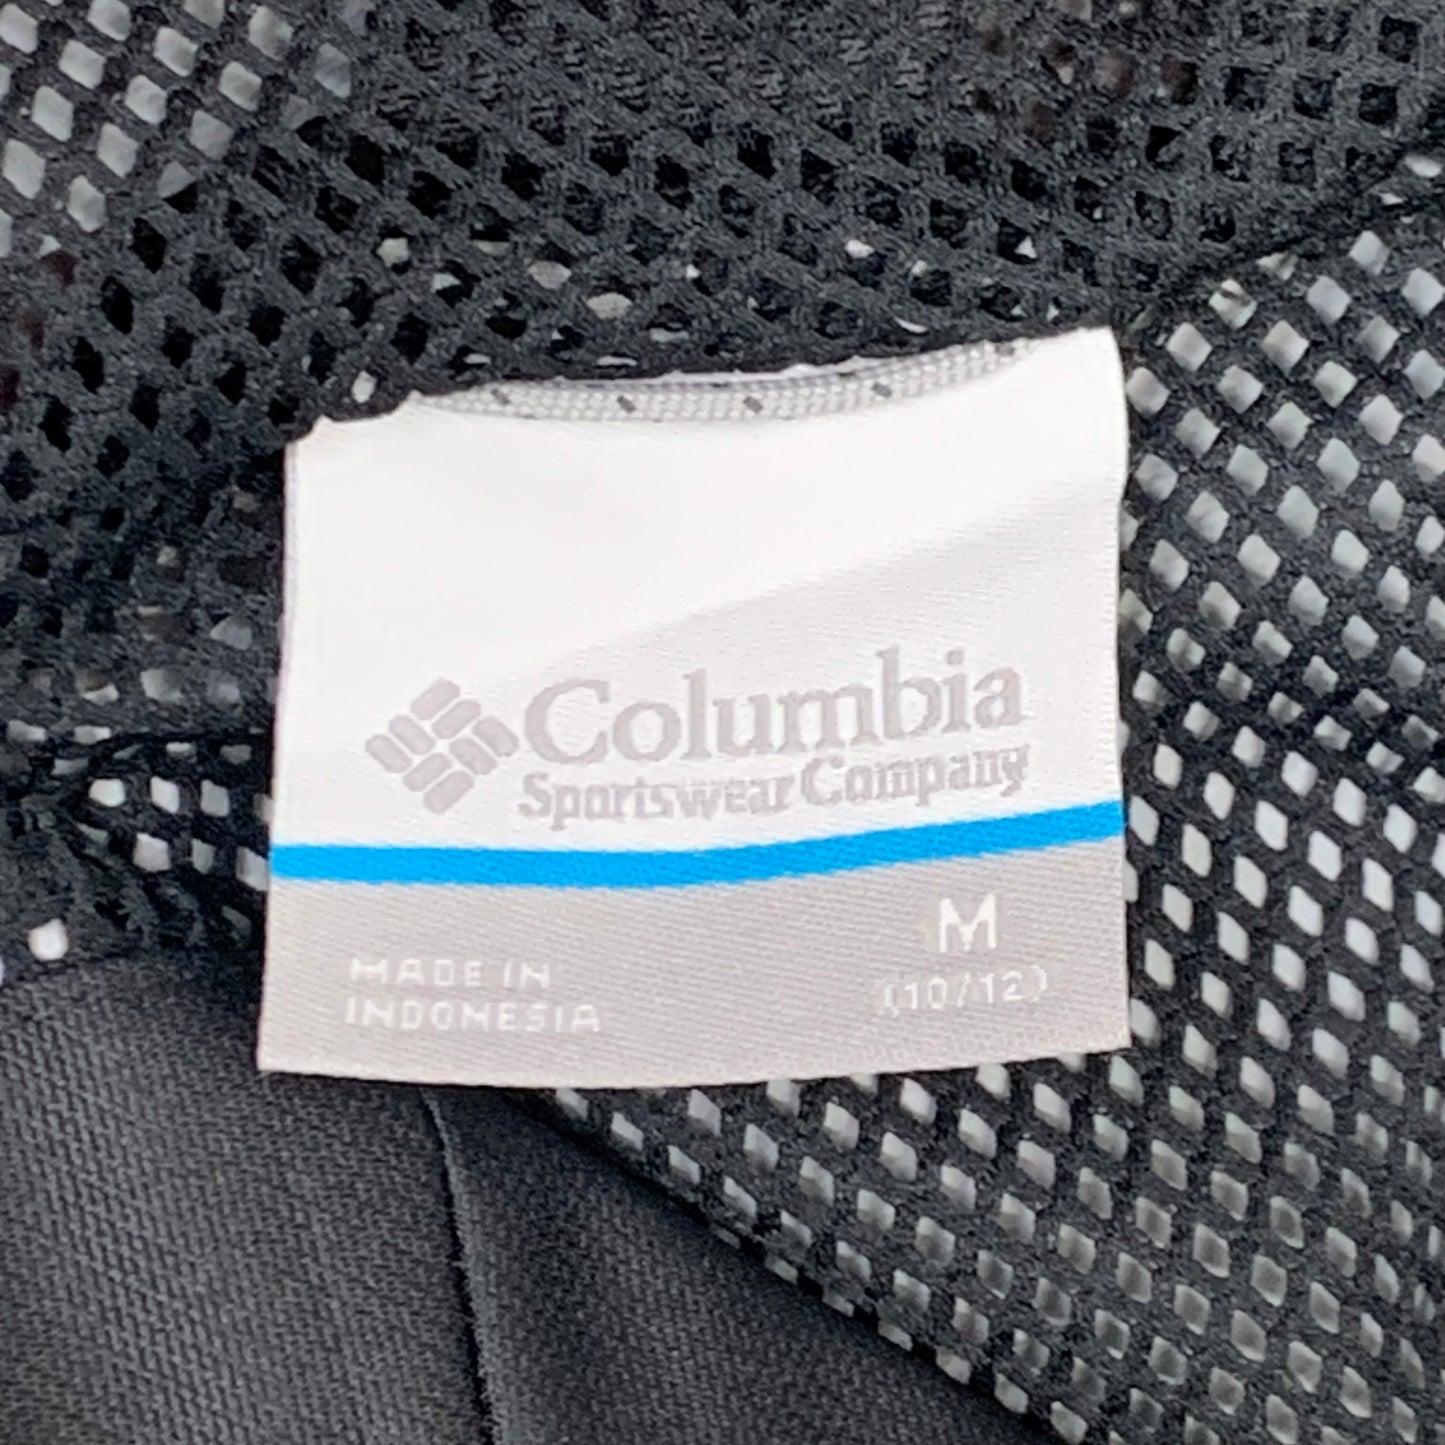 Columbia
Sportswear Company
M
(10/12)
MADE IN
INDONESIA